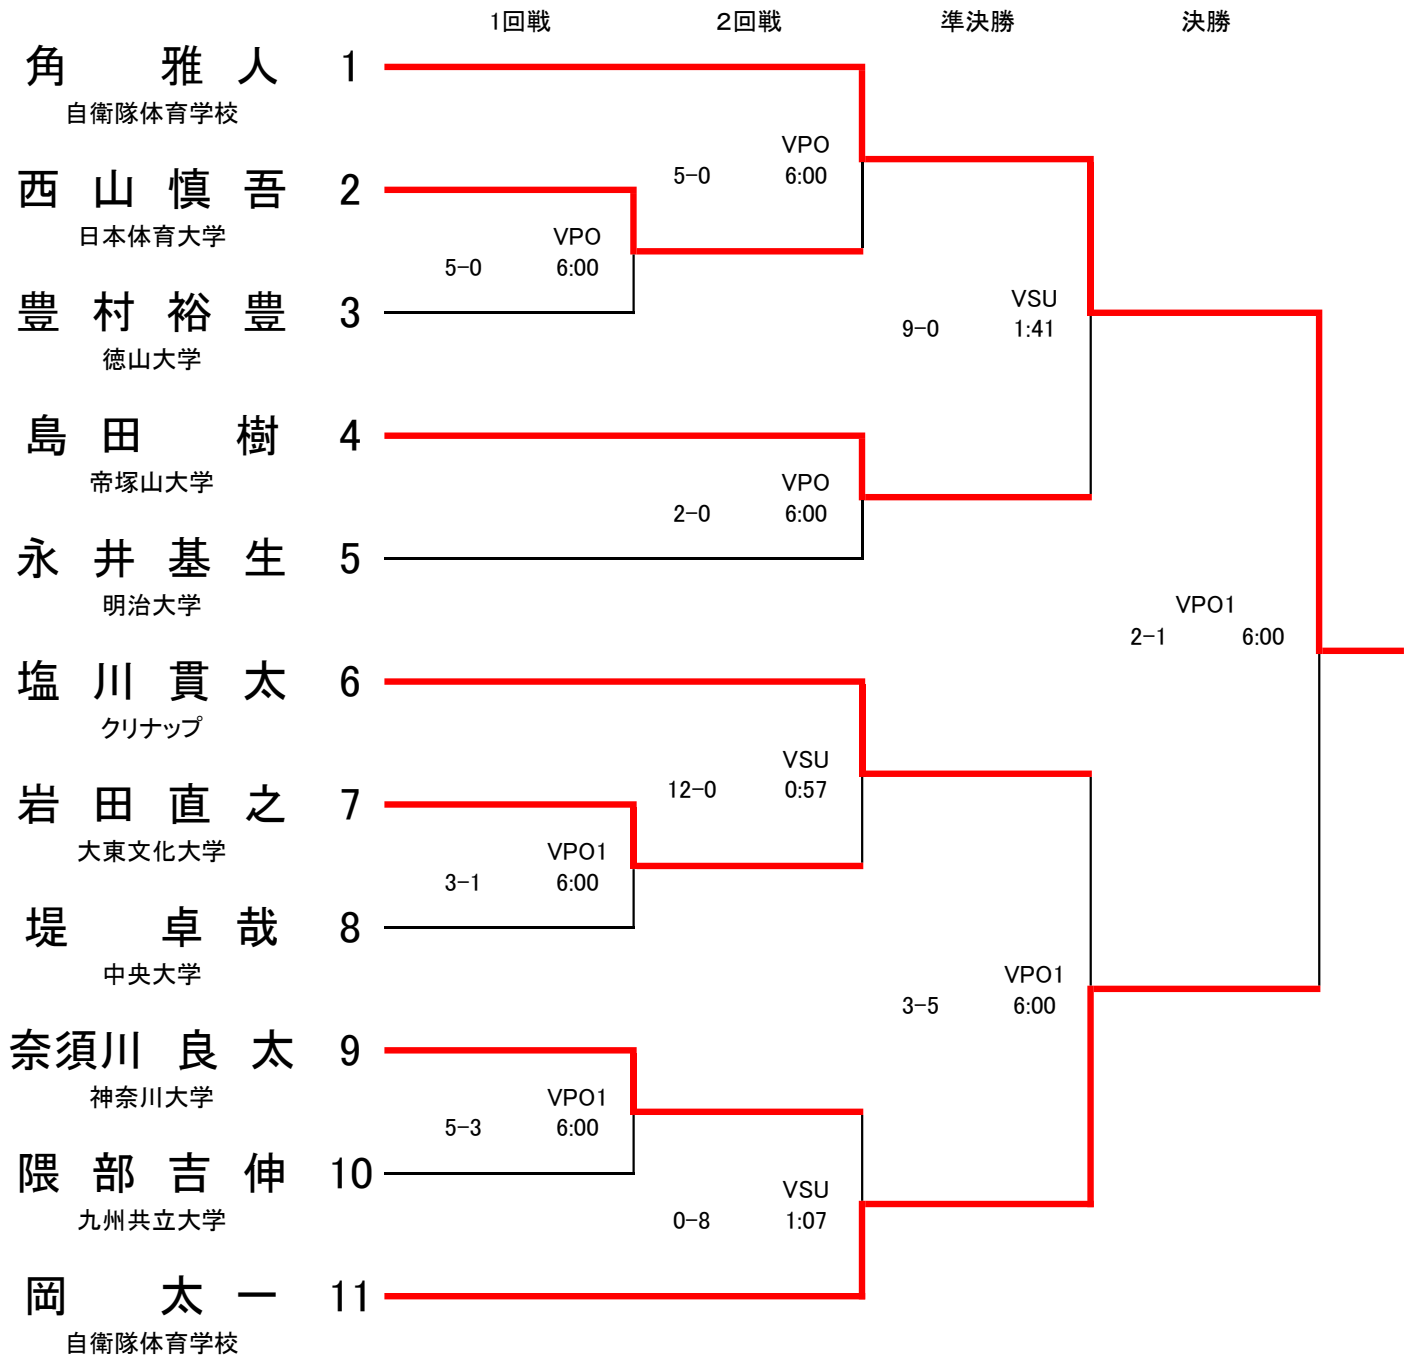 1回戦 2回戦 準決勝 決勝
角 雅 人 1
自衛隊体育学校
VPO
5-0 6:00
西 山 慎 吾 2
日本体育大学
VPO
5-0 6:00
豊 村 裕 豊 3
徳山大学
VSU
9-0 1:41
島 田 樹 4
帝塚山大学
VPO
2-0 6:00
永 井 基 生 5
明治大学
VPO1
2-1 6:00
塩 川 貫 太 6
クリナップ
VSU
12-0 0:57
岩 田 直 之 7
大東文化大学
VPO1
3-1 6:00
堤 卓 哉 8
中央大学
VPO1
3-5 6:00
奈須川 良 太 9
神奈川大学
VPO1
5-3 6:00
隈 部 吉 伸 10
九州共立大学
VSU
0-8 1:07
岡 太 一 11
自衛隊体育学校